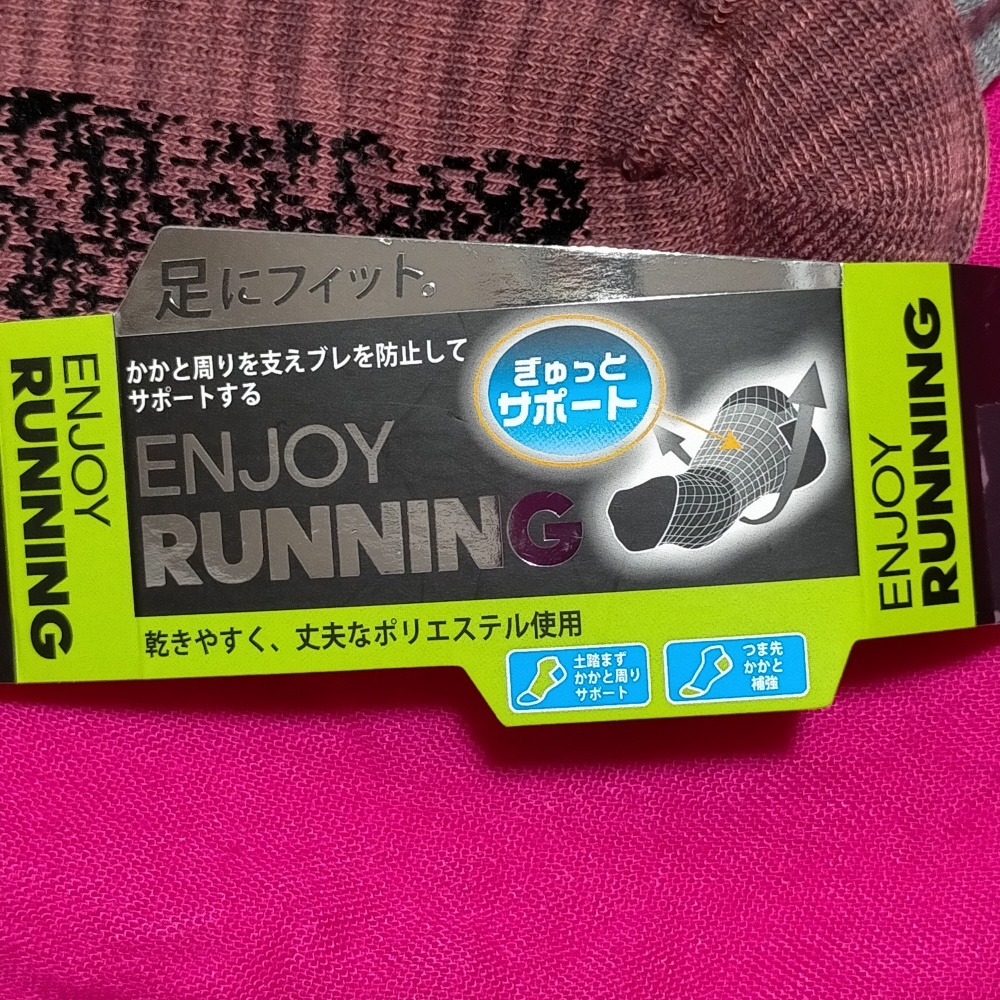 足にフィット。
かかと周りを支えブレを防止して
サポートする
ぎゅっと
サポート
ENJOY
RUNNING
乾きやすく、丈夫なポリエステル使用
土踏まず
かかと周り
サポート
つま先
かかと
補強
ENJOY
RUNNING
ENJOY
RUNNING